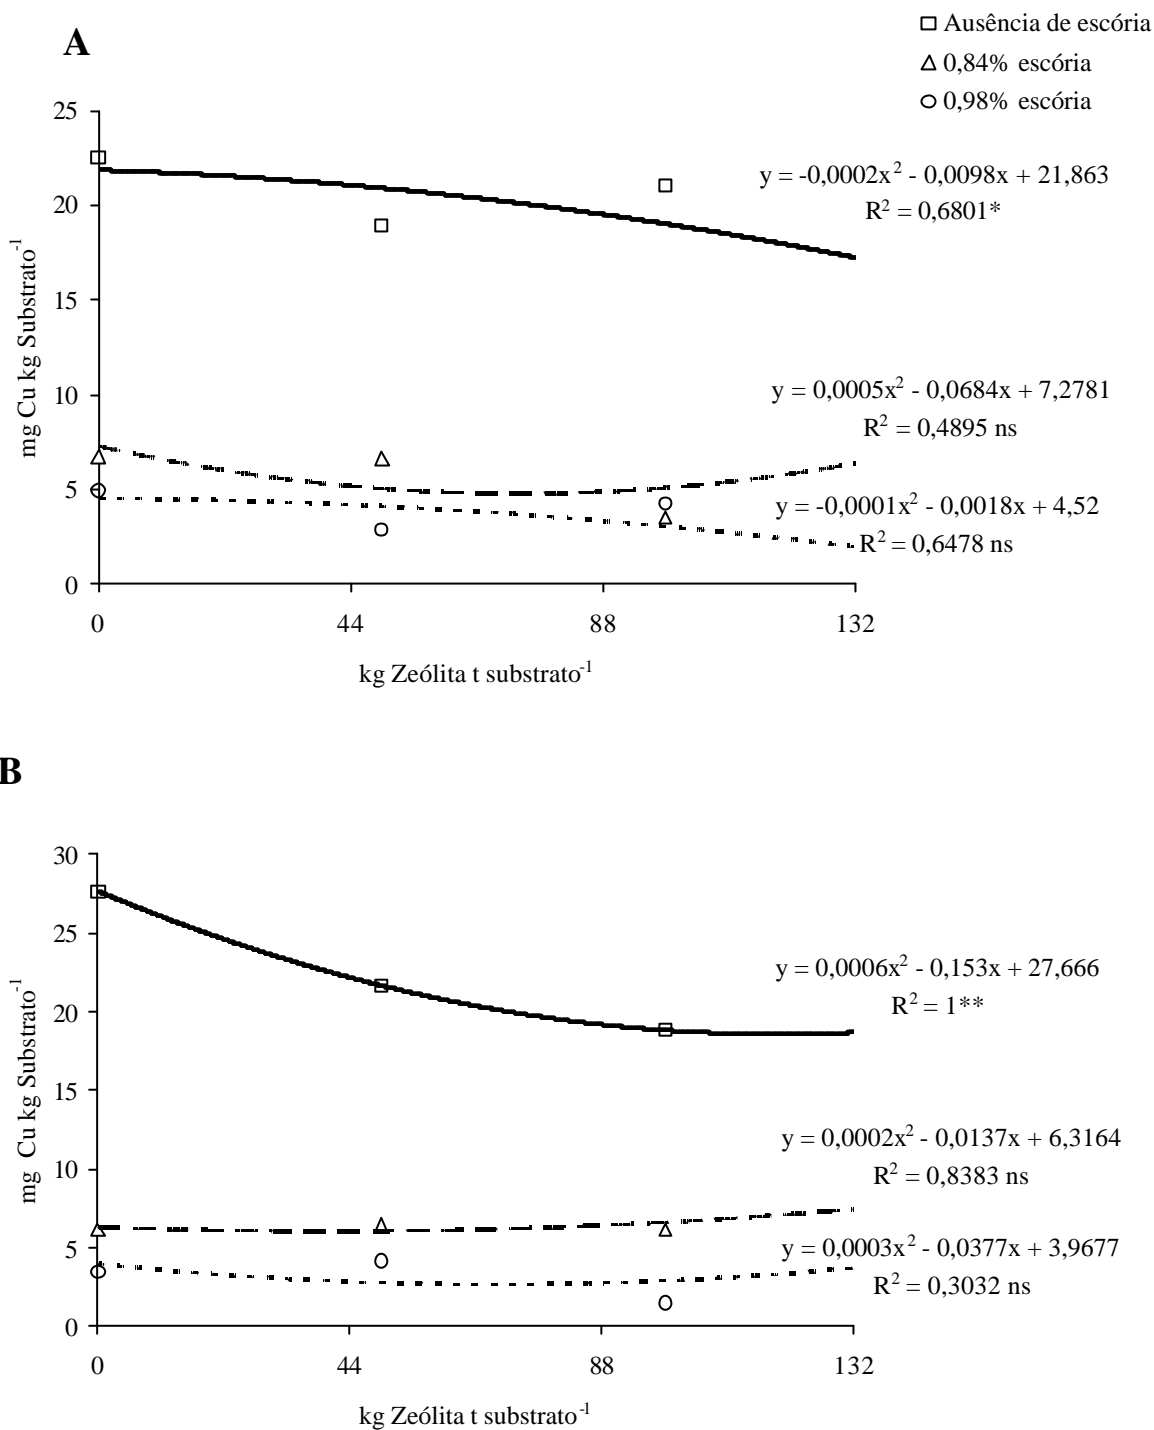 A
Ausência de escória
0,84% escória
0,98% escória
25
20
15
10
5
0
mg Cu kg Substrato⁻¹
y = -0,0002x² - 0,0098x + 21,863
R² = 0,6801*
y = 0,0005x² - 0,0684x + 7,2781
R² = 0,4895 ns
y = -0,0001x² - 0,0018x + 4,52
R² = 0,6478 ns
0 44 88 132
kg Zeólita t substrato⁻¹
B
30
25
20
15
10
5
0
mg Cu kg Substrato⁻¹
y = 0,0006x² - 0,153x + 27,666
R² = 1**
y = 0,0002x² - 0,0137x + 6,3164
R² = 0,8383 ns
y = 0,0003x² - 0,0377x + 3,9677
R² = 0,3032 ns
0 44 88 132
kg Zeólita t substrato⁻¹